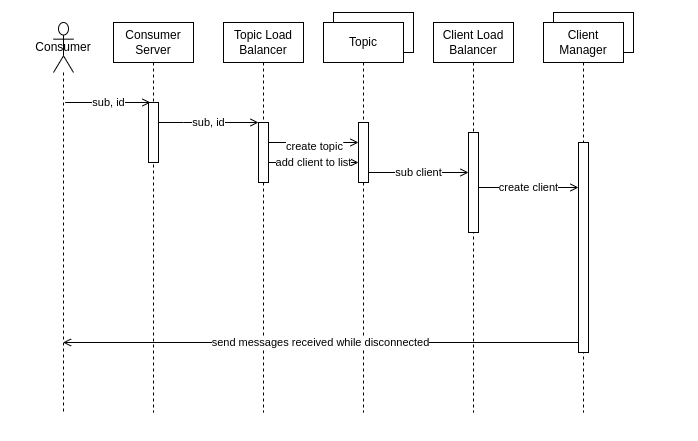 Consumer
Consumer
Server
Topic Load
Balancer
Topic
Client Load
Balancer
Client
Manager
sub, id
sub, id
create topic
add client to list
sub client
create client
send messages received while disconnected